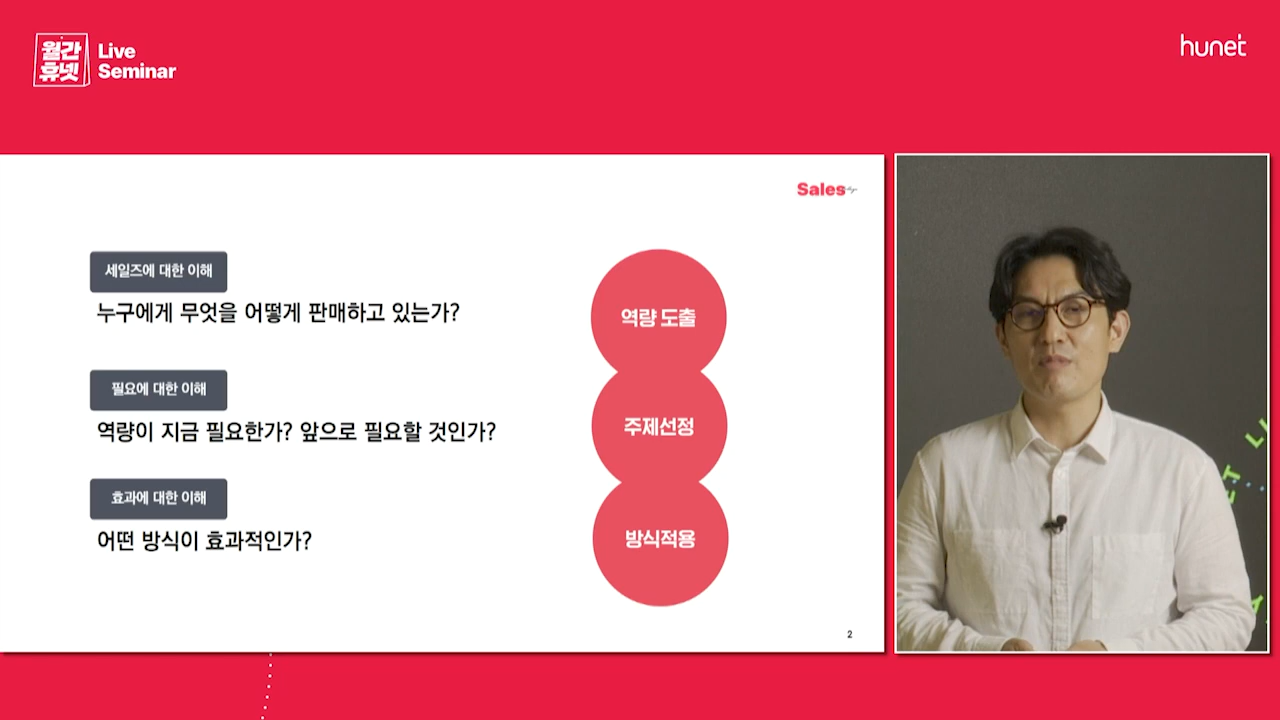 월간
휴넷
Live
Seminar
hunet
Sales
세일즈에 대한 이해
누구에게 무엇을 어떻게 판매하고 있는가?
역량 도출
필요에 대한 이해
역량이 지금 필요한가? 앞으로 필요할 것인가?
주제선정
효과에 대한 이해
어떤 방식이 효과적인가?
방식적용
2